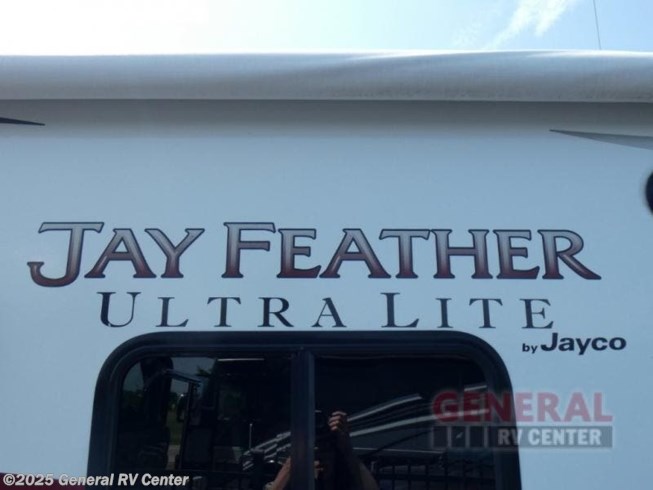 JAY FEATHER
ULTRA LITE
by Jayco
GENERAL
RV CENTER
©2025 General RV Center